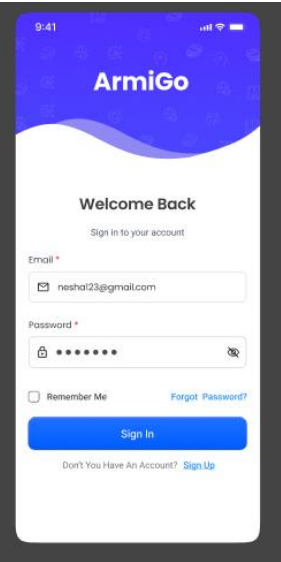 9:41
ArmiGo
Welcome Back
Sign in to your account
Email *
nesha123@gmail.com
Password *
Remember Me Forgot Password?
Sign In
Don't You Have An Account? Sign Up